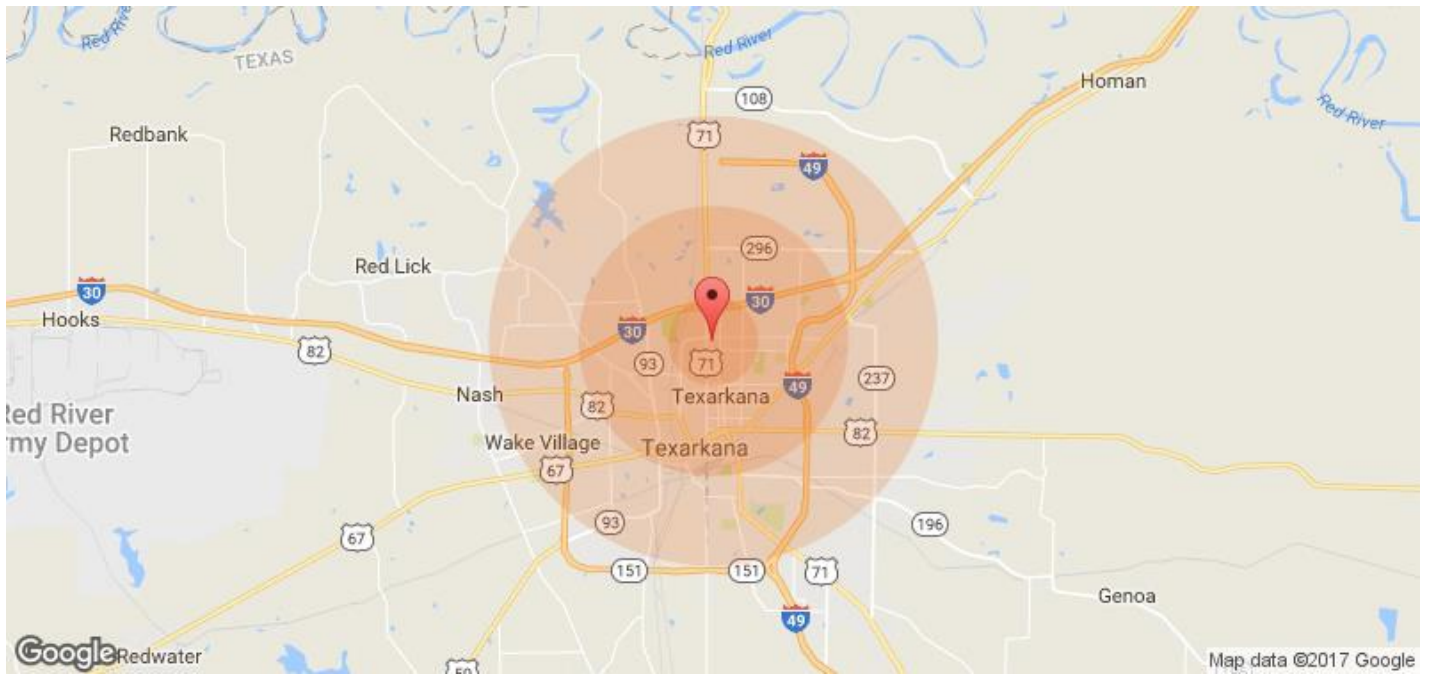 Red River
TEXAS
Red River
Homan
108
Red River
Redbank
71
49
296
Red Lick
30
30
30
Hooks
82
93
71
237
49
Nash
Texarkana
82
82
Red River
my Depot
Wake Village
Texarkana
67
93
196
67
151
151
71
Genoa
49
Google
Redwater
59
Map data ©2017 Google